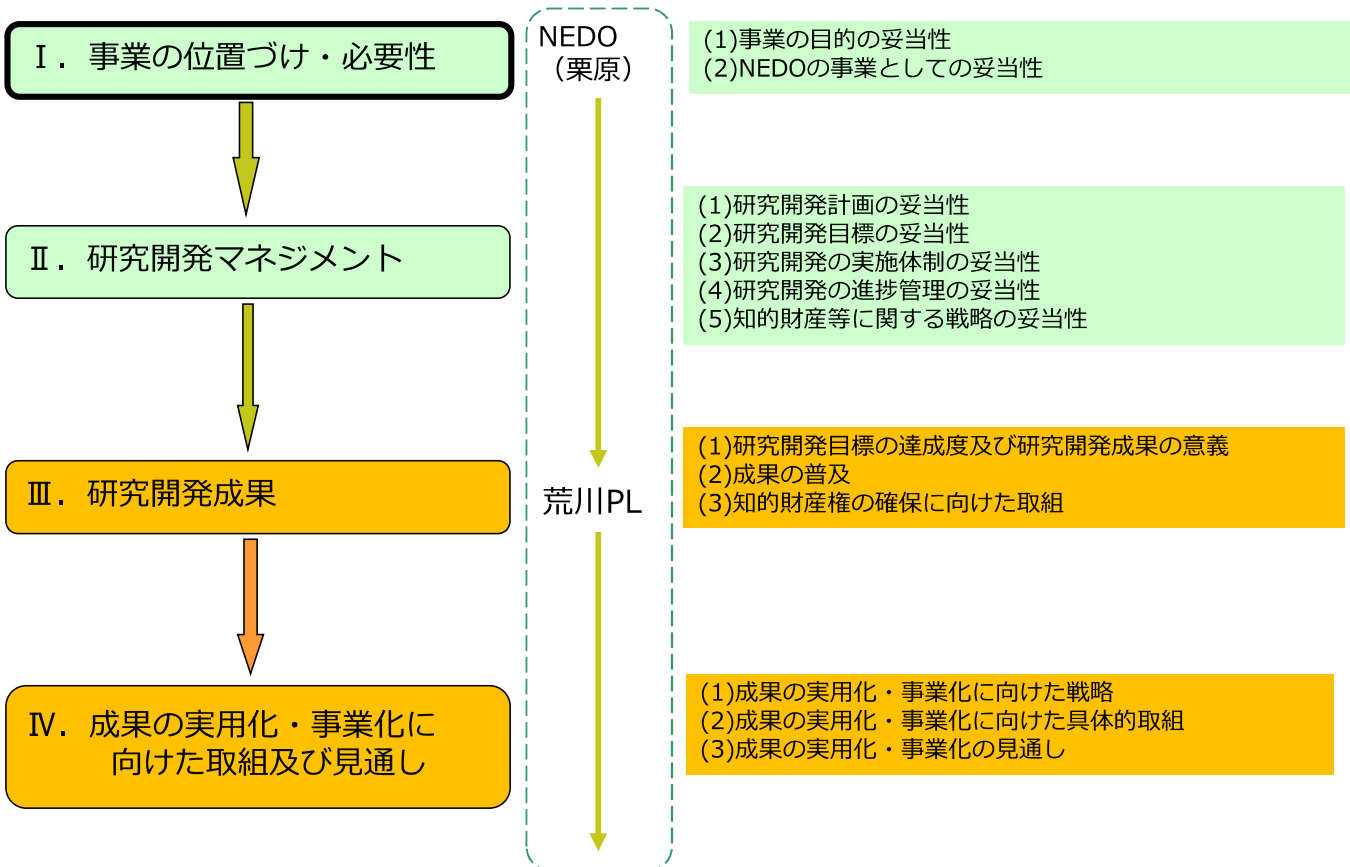 Ⅰ. 事業の位置づけ・必要性
NEDO
（栗原）
(1)事業の目的の妥当性
(2)NEDOの事業としての妥当性
Ⅱ. 研究開発マネジメント
(1)研究開発計画の妥当性
(2)研究開発目標の妥当性
(3)研究開発の実施体制の妥当性
(4)研究開発の進捗管理の妥当性
(5)知的財産等に関する戦略の妥当性
Ⅲ. 研究開発成果
荒川PL
(1)研究開発目標の達成度及び研究開発成果の意義
(2)成果の普及
(3)知的財産権の確保に向けた取組
Ⅳ. 成果の実用化・事業化に
向けた取組及び見通し
(1)成果の実用化・事業化に向けた戦略
(2)成果の実用化・事業化に向けた具体的取組
(3)成果の実用化・事業化の見通し